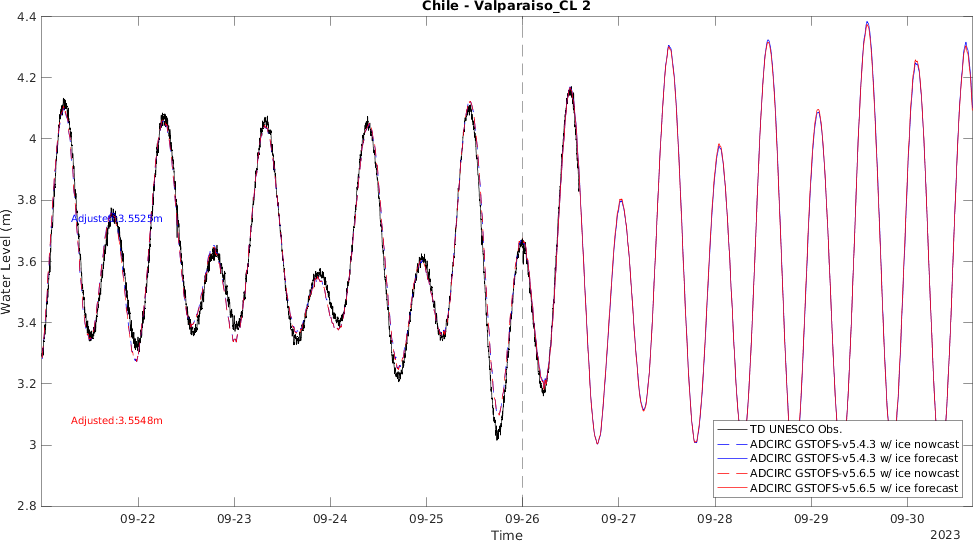 Chile - Valparaiso_CL 2
Water Level (m)
4.4
4.2
4
3.8
3.6
3.4
3.2
3
2.8
Adjusted:3.5525m
Adjusted:3.5548m
TD UNESCO Obs.
ADCIRC GSTOFS-v5.4.3 w/ ice nowcast
ADCIRC GSTOFS-v5.4.3 w/ ice forecast
ADCIRC GSTOFS-v5.6.5 w/ ice nowcast
ADCIRC GSTOFS-v5.6.5 w/ ice forecast
09-22 09-23 09-24 09-25 09-26 09-27 09-28 09-29 09-30
Time
2023